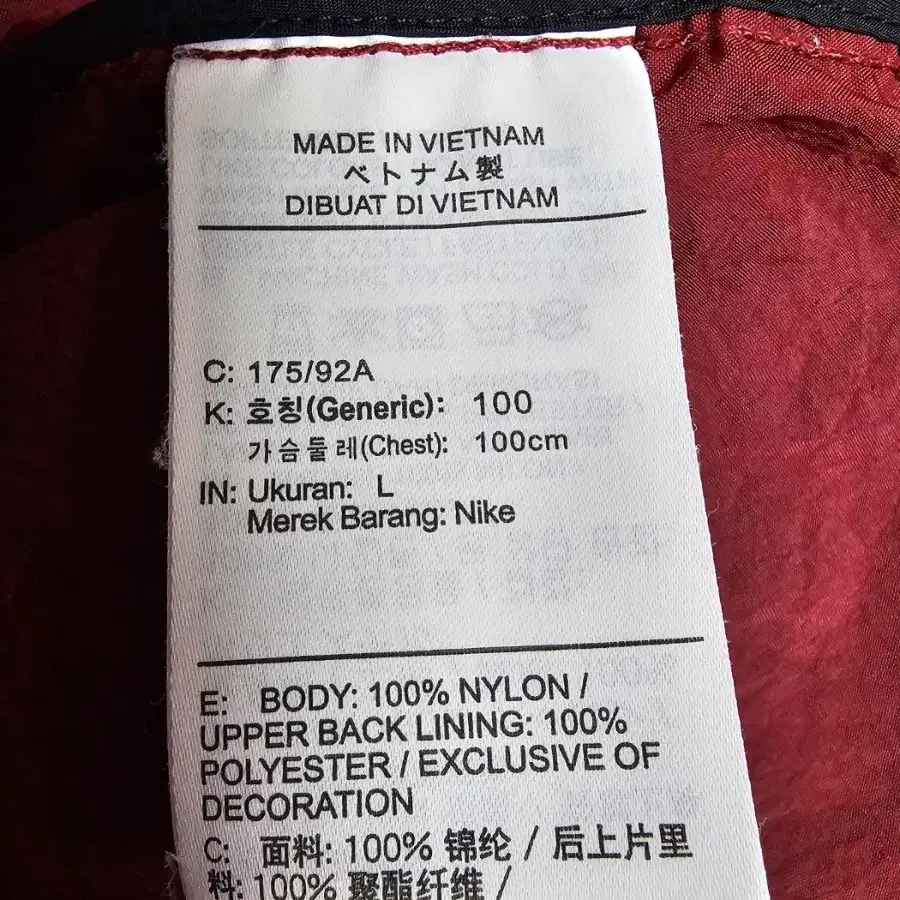 MADE IN VIETNAM
ベトナム製
DIBUAT DI VIETNAM
C: 175/92A
K: 호칭(Generic): 100
가슴둘레(Chest): 100cm
IN: Ukuran: L
Merek Barang: Nike
E: BODY: 100% NYLON /
UPPER BACK LINING: 100%
POLYESTER / EXCLUSIVE OF
DECORATION
C: 面料: 100% 锦纶 / 后上片里
料: 100% 聚酯纤维 /